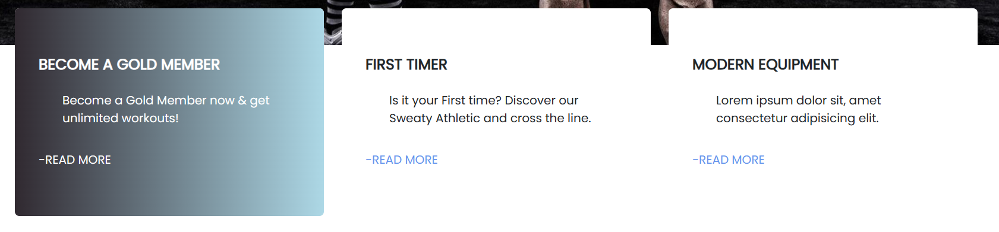 BECOME A GOLD MEMBER
Become a Gold Member now & get
unlimited workouts!
-READ MORE
FIRST TIMER
Is it your First time? Discover our
Sweaty Athletic and cross the line.
-READ MORE
MODERN EQUIPMENT
Lorem ipsum dolor sit, amet
consectetur adipisicing elit.
-READ MORE